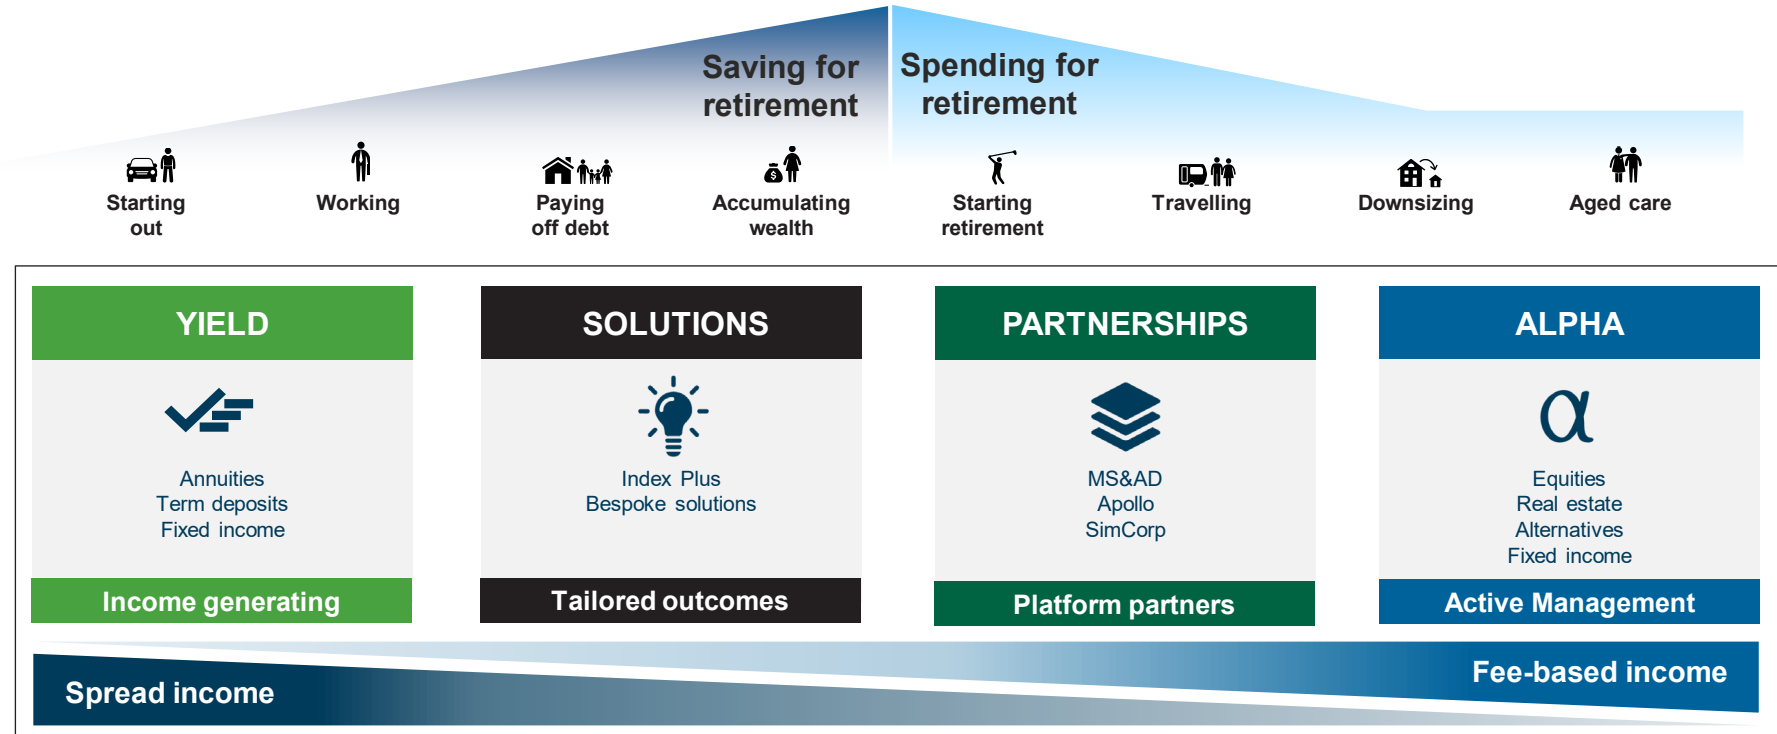 Saving for
retirement
Spending for
retirement
Starting
out
Working
Paying
off debt
Accumulating
wealth
Starting
retirement
Travelling
Downsizing
Aged care
YIELD
Annuities
Term deposits
Fixed income
Income generating
SOLUTIONS
Index Plus
Bespoke solutions
Tailored outcomes
PARTNERSHIPS
MS&AD
Apollo
SimCorp
Platform partners
ALPHA
α
Equities
Real estate
Alternatives
Fixed income
Active Management
Spread income
Fee-based income